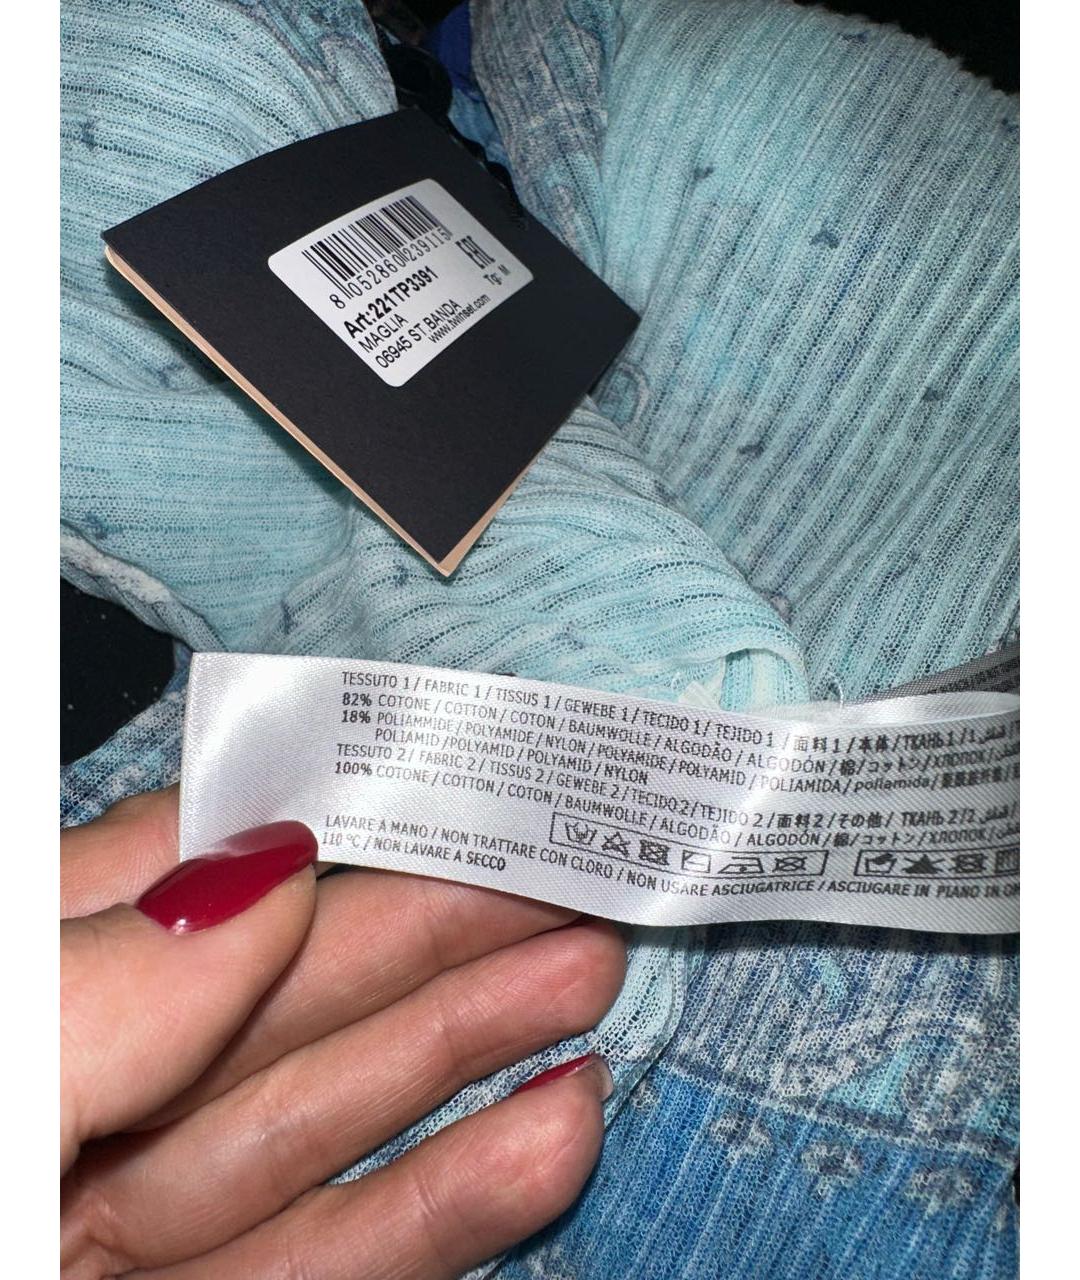 8 052860 239115
EAC
Art:221TP3391
Tg: M
MAGLIA
06945 ST.BANDA
www.twinset.com
TESSUTO 1 / FABRIC 1 / TISSUS 1 / GEWEBE 1 / TECIDO 1 / TEJIDO 1 / 面料 1 / 本体 / ТКАНЬ 1 /
82% COTONE / COTTON / COTON / BAUMWOLLE / ALGODÃO / ALGODÓN / 棉 / コットン / ХЛОПОК /
18% POLIAMMIDE / POLYAMIDE / NYLON / POLYAMIDE / POLYAMID / POLIAMIDA / poliamida /
POLIAMID / POLYAMID / POLYAMID / NYLON
TESSUTO 2 / FABRIC 2 / TISSUS 2 / GEWEBE 2 / TECIDO 2 / TEJIDO 2 / 面料 2 / その他 / ТКАНЬ 2 /
100% COTONE / COTTON / COTON / BAUMWOLLE / ALGODÃO / ALGODÓN / 棉 / コットン / ХЛОПОК /
LAVARE A MANO / NON TRATTARE CON CLORO / NON USARE ASCIUGATRICE / ASCIUGARE IN PIANO IN
110 °C / NON LAVARE A SECCO